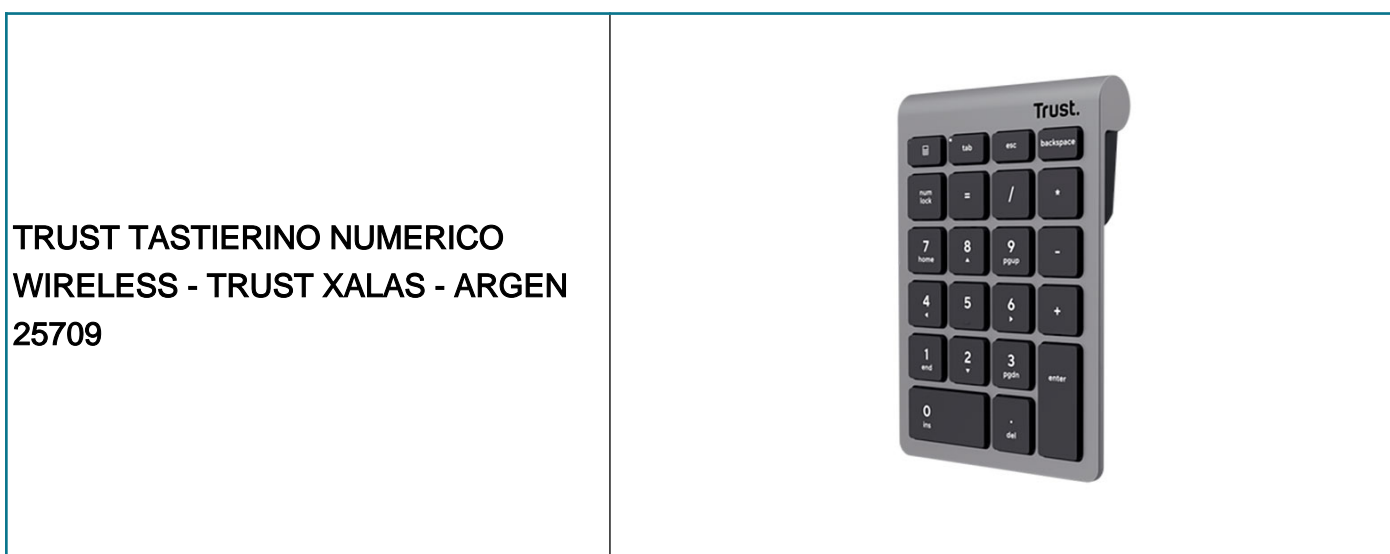 TRUST TASTIERINO NUMERICO
WIRELESS - TRUST XALAS - ARGEN
25709
Trust.
tab esc backspace
num lock = / *
7 home 8 9 pgup -
4 5 6 +
1 end 2 3 pgdn enter
0 ins . del